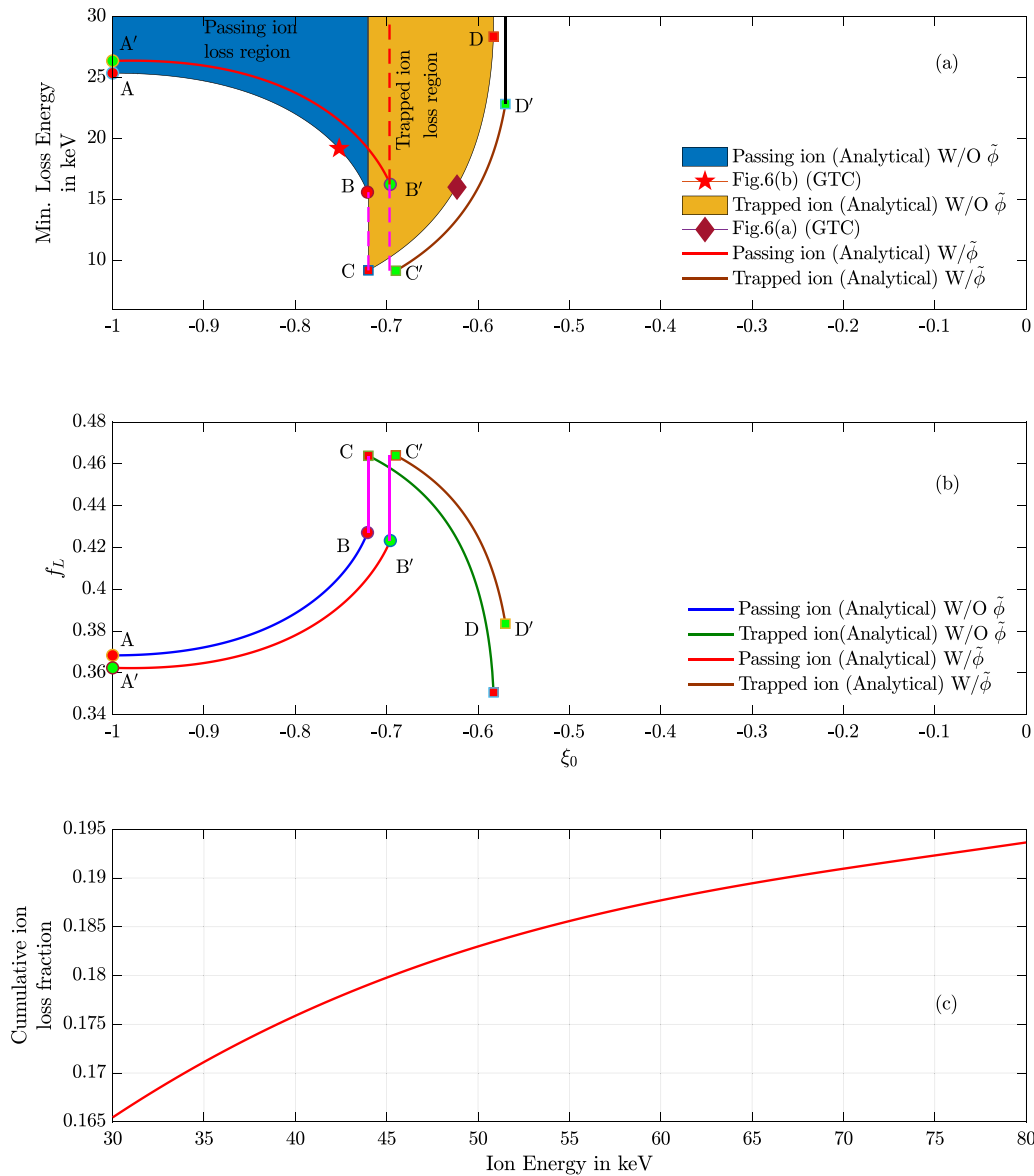 30
25
20
15
10
Min. Loss Energy
in keV
Passing ion
loss region
Trapped ion
loss region
A′
A
B
B′
C
C′
D
D′
(a)
Passing ion (Analytical) W/O ϕ̃
Fig.6(b) (GTC)
Trapped ion (Analytical) W/O ϕ̃
Fig.6(a) (GTC)
Passing ion (Analytical) W/ϕ̃
Trapped ion (Analytical) W/ϕ̃
-1 -0.9 -0.8 -0.7 -0.6 -0.5 -0.4 -0.3 -0.2 -0.1 0
0.48
0.46
0.44
0.42
0.4
0.38
0.36
0.34
f_L
C
C′
B
B′
A
A′
D
D′
(b)
Passing ion (Analytical) W/O ϕ̃
Trapped ion(Analytical) W/O ϕ̃
Passing ion (Analytical) W/ϕ̃
Trapped ion (Analytical) W/ϕ̃
-1 -0.9 -0.8 -0.7 -0.6 -0.5 -0.4 -0.3 -0.2 -0.1 0
ξ₀
0.195
0.19
0.185
0.18
0.175
0.17
0.165
Cumulative ion
loss fraction
(c)
30 35 40 45 50 55 60 65 70 75 80
Ion Energy in keV